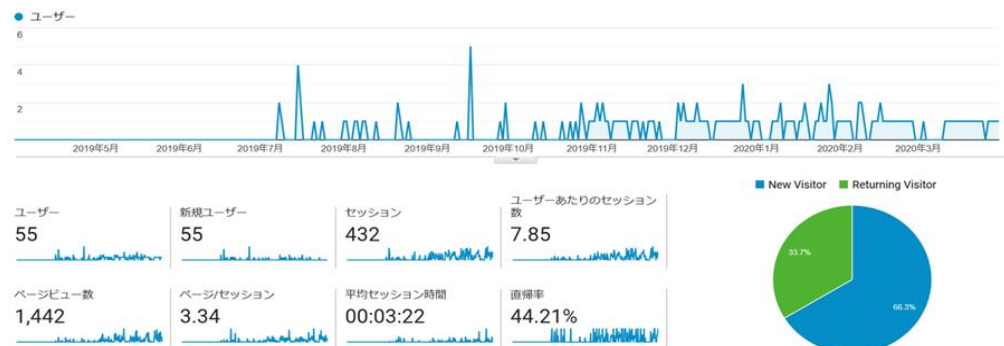 ユーザー
6
4
2
2019年5月 2019年6月 2019年7月 2019年8月 2019年9月 2019年10月 2019年11月 2019年12月 2020年1月 2020年2月 2020年3月
New Visitor Returning Visitor
ユーザー
55
新規ユーザー
55
セッション
432
ユーザーあたりのセッション
数
7.85
ページビュー数
1,442
ページ/セッション
3.34
平均セッション時間
00:03:22
直帰率
44.21%
33.7%
66.3%